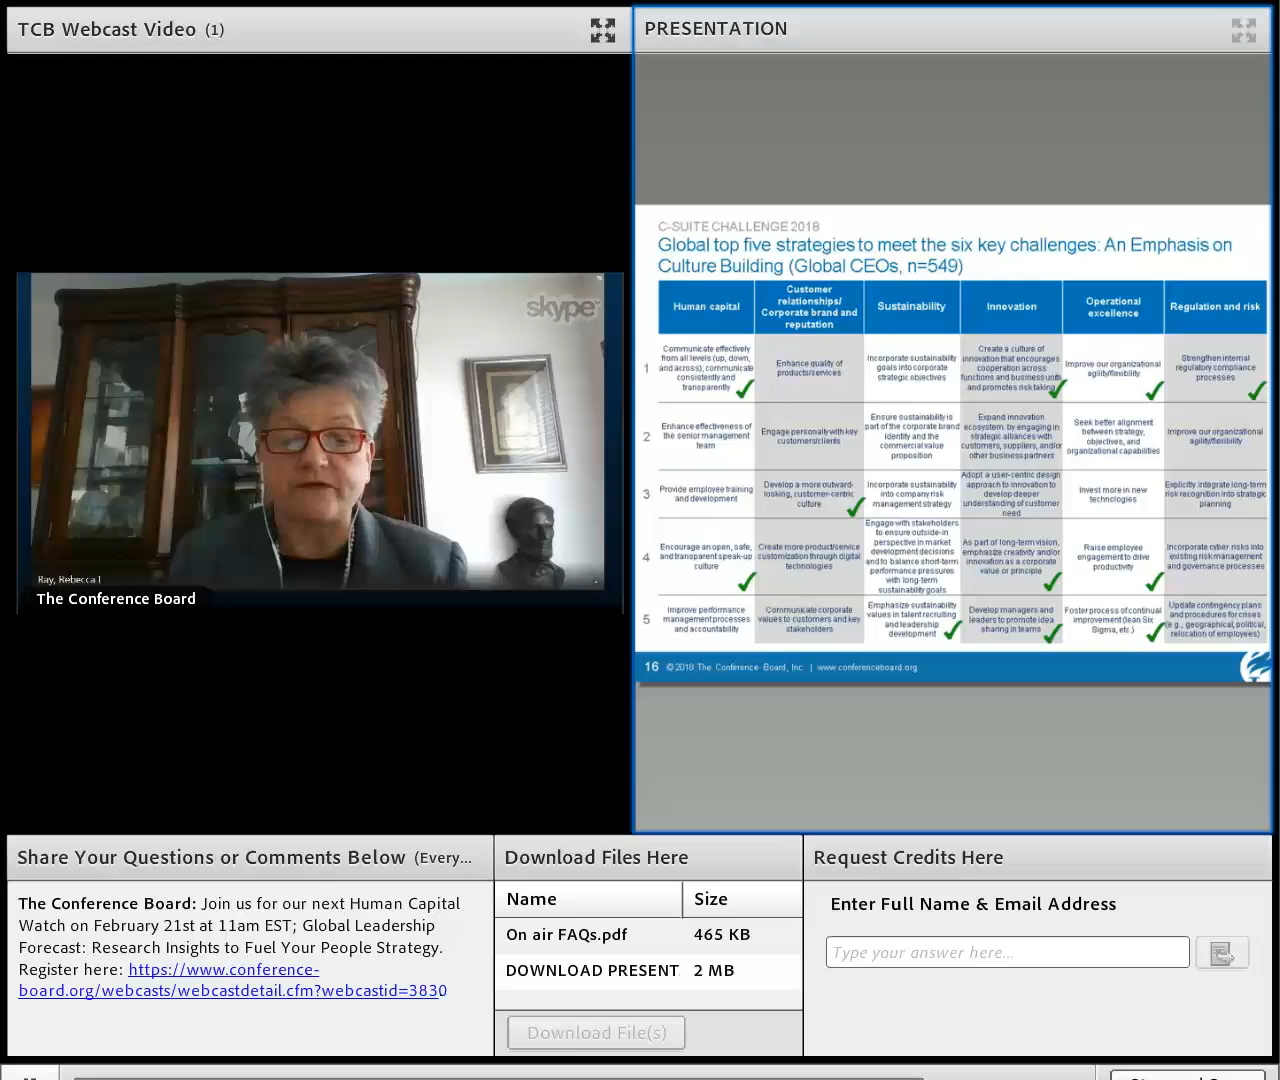 TCB Webcast Video (1)
PRESENTATION
skype
Ray, Rebecca l
The Conference Board
C-SUITE CHALLENGE 2018
Global top five strategies to meet the six key challenges: An Emphasis on
Culture Building (Global CEOs, n=549)
Human capital
Customer
relationships/
Corporate brand and
reputation
Sustainability
Innovation
Operational
excellence
Regulation and risk
1
Communicate effectively
from all levels (up, down,
and across), communicate
consistently and
transparently
Enhance quality of
products/services
Incorporate sustainability
goals into corporate
strategic objectives
Create a culture of
innovation that encourages
cooperation across
functions and business units
and promotes risk taking
Improve our organizational
agility/flexibility
Strengthen internal
regulatory compliance
processes
2
Enhance effectiveness of
the senior management
team
Engage personally with key
customers/clients
Ensure sustainability is
part of the corporate brand
identity and the
commercial value
proposition
Expand innovation
ecosystem by engaging in
strategic alliances with
customers, suppliers, and/or
other business partners
Seek better alignment
between strategy,
objectives, and
organizational capabilities
Improve our organizational
agility/flexibility
3
Provide employee training
and development
Develop a more outward-
looking, customer-centric
culture
Incorporate sustainability
into company risk
management strategy
Adopt a user-centric design
approach to innovation to
develop deeper
understanding of customer
need
Invest more in new
technologies
Explicitly integrate long-term
risk recognition into strategic
planning
4
Encourage an open, safe,
and transparent speak-up
culture
Create more product/service
customization through digital
technologies
Engage with stakeholders
to ensure outside-in
perspective in market
development decisions
and to balance short-term
performance pressures
with long-term
sustainability goals
As part of long-term vision,
emphasize creativity and/or
innovation as a corporate
value or principle
Raise employee
engagement to drive
productivity
Incorporate cyber risks into
existing risk management
and governance processes
5
Improve performance
management processes
and accountability
Communicate corporate
values to customers and key
stakeholders
Emphasize sustainability
values in talent recruiting
and leadership
development
Develop managers and
leaders to promote idea
sharing in teams
Foster process of continual
improvement (lean Six
Sigma, etc.)
Update contingency plans
and procedures for crises
(e.g., geographical, political,
relocation of employees)
16 © 2018 The Conference Board, Inc. | www.conferenceboard.org
Share Your Questions or Comments Below (Every...
The Conference Board: Join us for our next Human Capital
Watch on February 21st at 11am EST; Global Leadership
Forecast: Research Insights to Fuel Your People Strategy.
Register here: https://www.conference-
board.org/webcasts/webcastdetail.cfm?webcastid=3830
Download Files Here
Name Size
On air FAQs.pdf 465 KB
DOWNLOAD PRESENT 2 MB
Download File(s)
Request Credits Here
Enter Full Name & Email Address
Type your answer here...